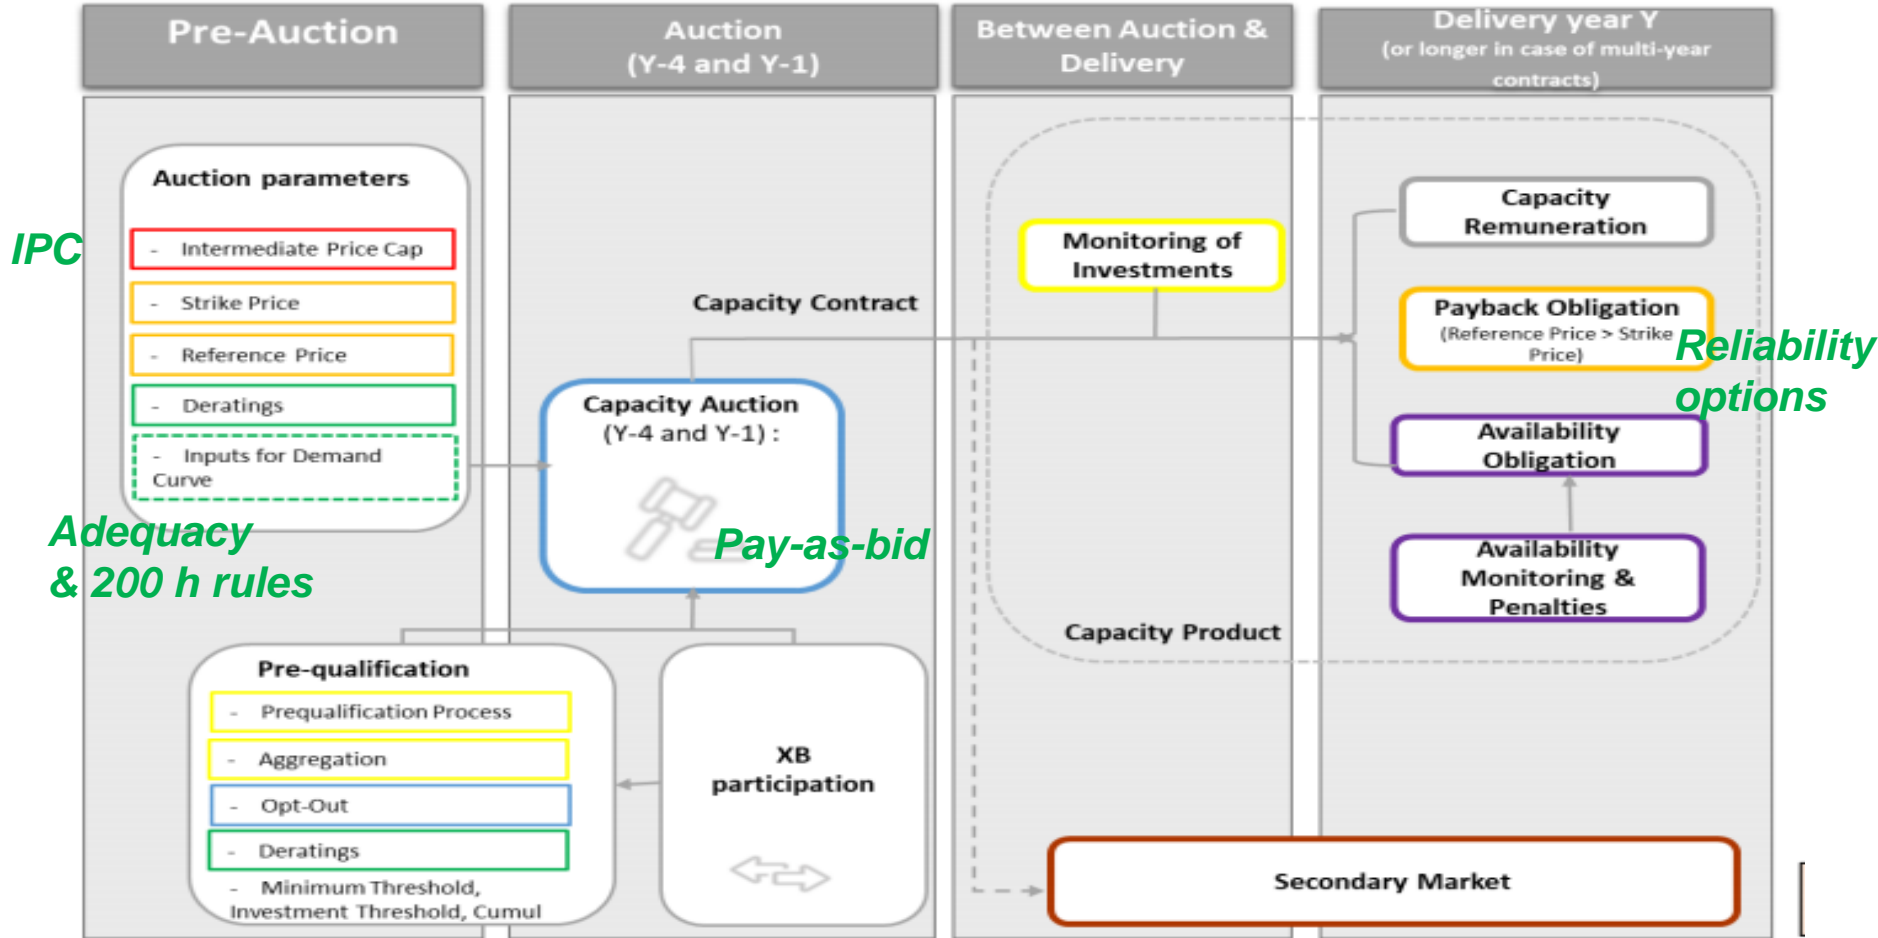 Pre-Auction
Auction
(Y-4 and Y-1)
Between Auction &
Delivery
Delivery year Y
(or longer in case of multi-year
contracts)
Auction parameters
IPC
- Intermediate Price Cap
- Strike Price
- Reference Price
- Deratings
- Inputs for Demand
Curve
Adequacy
& 200 h rules
Capacity Contract
Capacity Auction
(Y-4 and Y-1) :
Pay-as-bid
Pre-qualification
- Prequalification Process
- Aggregation
- Opt-Out
- Deratings
- Minimum Threshold,
Investment Threshold, Cumul
XB
participation
Monitoring of
Investments
Capacity Product
Capacity
Remuneration
Payback Obligation
(Reference Price > Strike
Price)
Reliability
options
Availability
Obligation
Availability
Monitoring &
Penalties
Secondary Market